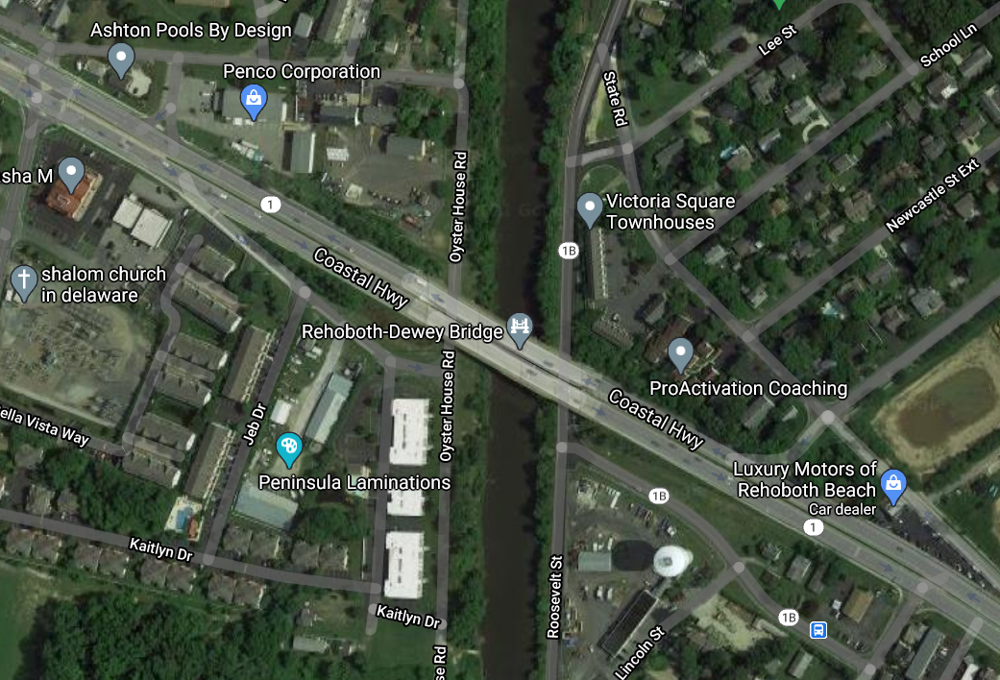 Ashton Pools By Design
Penco Corporation
Lee St
School Ln
State Rd
Oyster House Rd
Newcastle St Ext
sha M
1
Victoria Square
Townhouses
1B
shalom church
in delaware
Coastal Hwy
Rehoboth-Dewey Bridge
ProActivation Coaching
Oyster House Rd
Coastal Hwy
Jeb Dr
ella Vista Way
Peninsula Laminations
Luxury Motors of
Rehoboth Beach
Car dealer
1B
1
Kaitlyn Dr
Roosevelt St
Kaitlyn Dr
1B
Lincoln St
se Rd